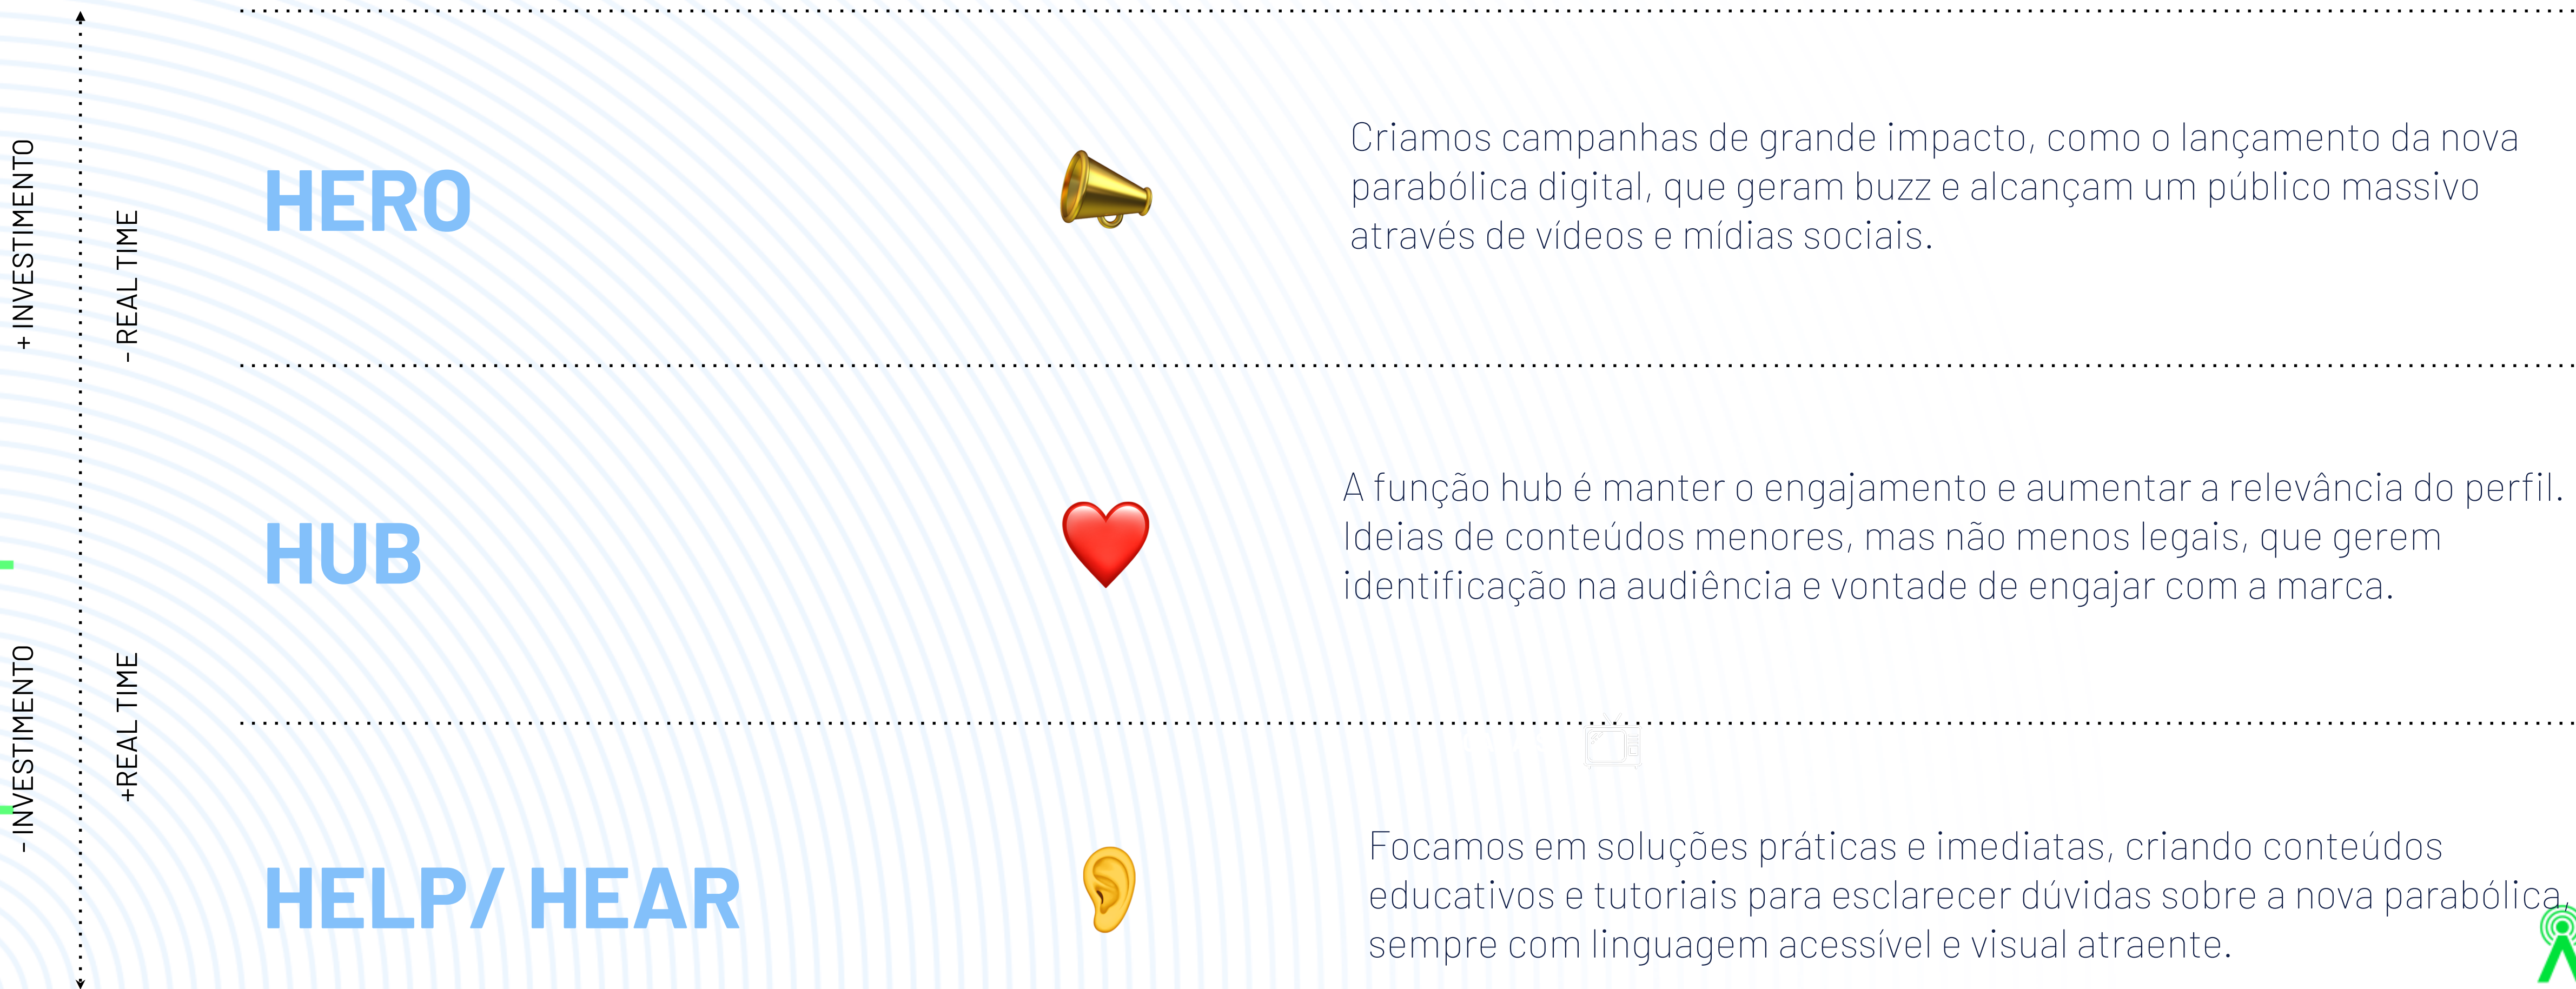 + INVESTIMENTO
- REAL TIME
HERO
Criamos campanhas de grande impacto, como o lançamento da nova
parabólica digital, que geram buzz e alcançam um público massivo
através de vídeos e mídias sociais.
HUB
A função hub é manter o engajamento e aumentar a relevância do perfil.
Ideias de conteúdos menores, mas não menos legais, que gerem
identificação na audiência e vontade de engajar com a marca.
- INVESTIMENTO
+REAL TIME
HELP/ HEAR
Focamos em soluções práticas e imediatas, criando conteúdos
educativos e tutoriais para esclarecer dúvidas sobre a nova parabólica,
sempre com linguagem acessível e visual atraente.